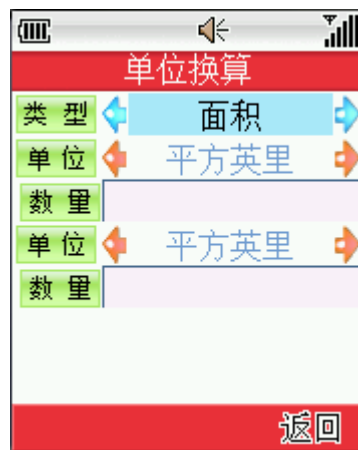 单位换算
类 型 面积
单 位 平方英里
数 量
单 位 平方英里
数 量
返回